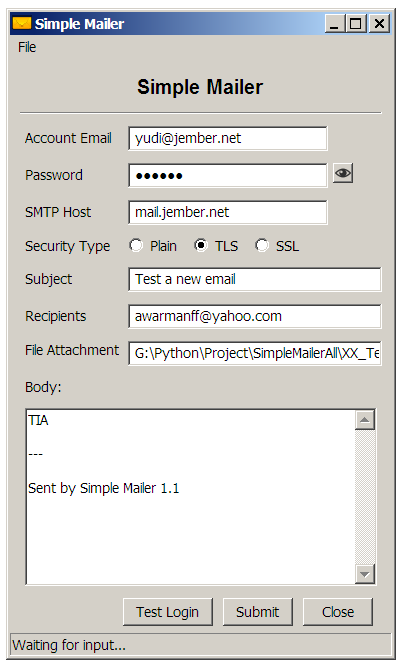 Simple Mailer
File
Simple Mailer
Account Email yudi@jember.net
Password ●●●●●●
SMTP Host mail.jember.net
Security Type Plain TLS SSL
Subject Test a new email
Recipients awarmanff@yahoo.com
File Attachment G:\Python\Project\SimpleMailerAll\XX_Te
Body:
TIA
---
Sent by Simple Mailer 1.1
Test Login Submit Close
Waiting for input...